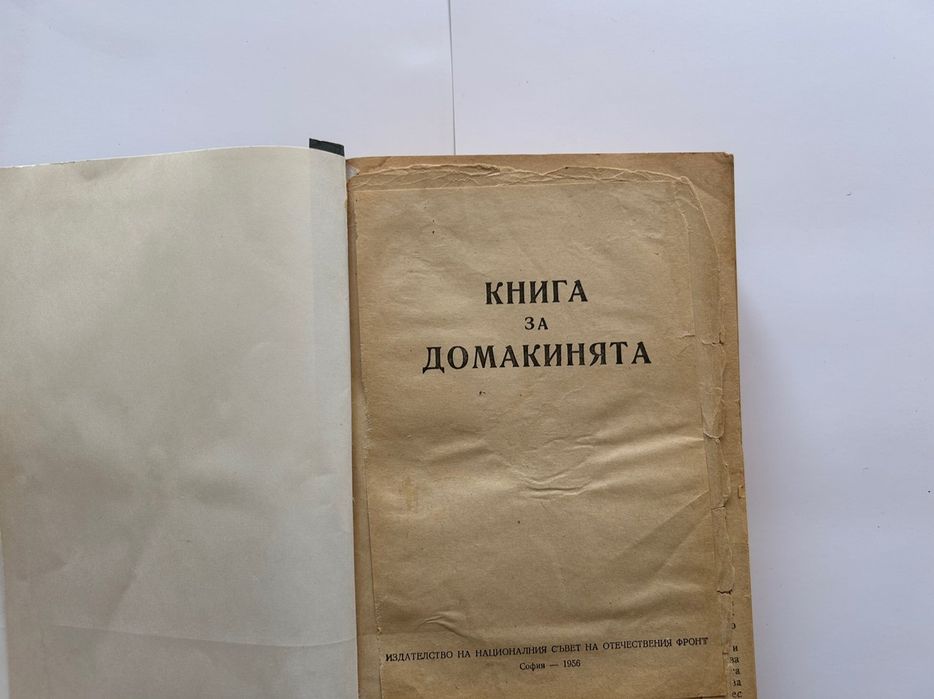 КНИГА
ЗА
ДОМАКИНЯТА
ИЗДАТЕЛСТВО НА НАЦИОНАЛНИЯ СЪВЕТ НА ОТЕЧЕСТВЕНИЯ ФРОНТ
София — 1956